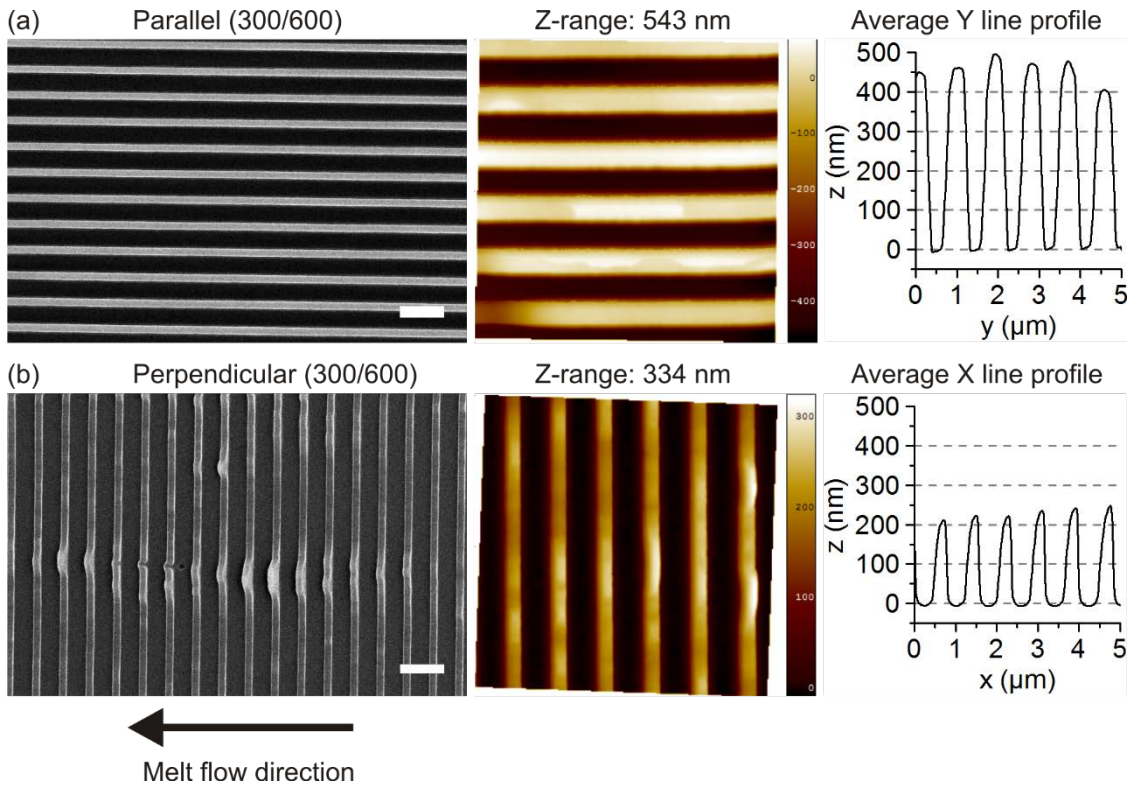 (a) Parallel (300/600) Z-range: 543 nm Average Y line profile
0
−100
−200
−300
−400
500
400
300
200
100
0
z (nm)
0 1 2 3 4 5
y (µm)
(b) Perpendicular (300/600) Z-range: 334 nm Average X line profile
300
200
100
0
500
400
300
200
100
0
z (nm)
0 1 2 3 4 5
x (µm)
Melt flow direction